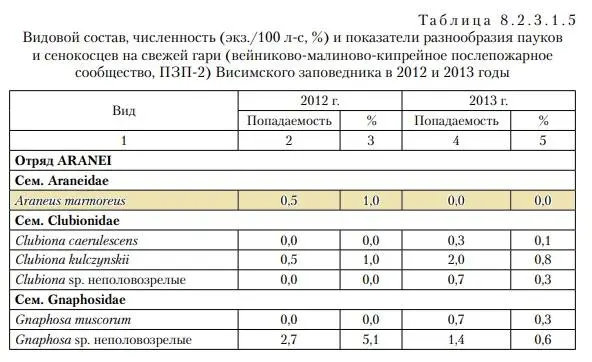 Таблица 8.2.3.1.5
Видовой состав, численность (экз./100 л-с, %) и показатели разнообразия пауков
и сенокосцев на свежей гари (вейниково-малиново-кипрейное послепожарное
сообщество, ПЗП-2) Висимского заповедника в 2012 и 2013 годы
Вид 2012 г. 2013 г.
Попадаемость % Попадаемость %
1 2 3 4 5
Отряд ARANEI
Сем. Araneidae
Araneus marmoreus 0,5 1,0 0,0 0,0
Сем. Clubionidae
Clubiona caerulescens 0,0 0,0 0,3 0,1
Clubiona kulczynskii 0,5 1,0 2,0 0,8
Clubiona sp. неполовозрелые 0,0 0,0 0,7 0,3
Сем. Gnaphosidae
Gnaphosa muscorum 0,0 0,0 0,7 0,3
Gnaphosa sp. неполовозрелые 2,7 5,1 1,4 0,6